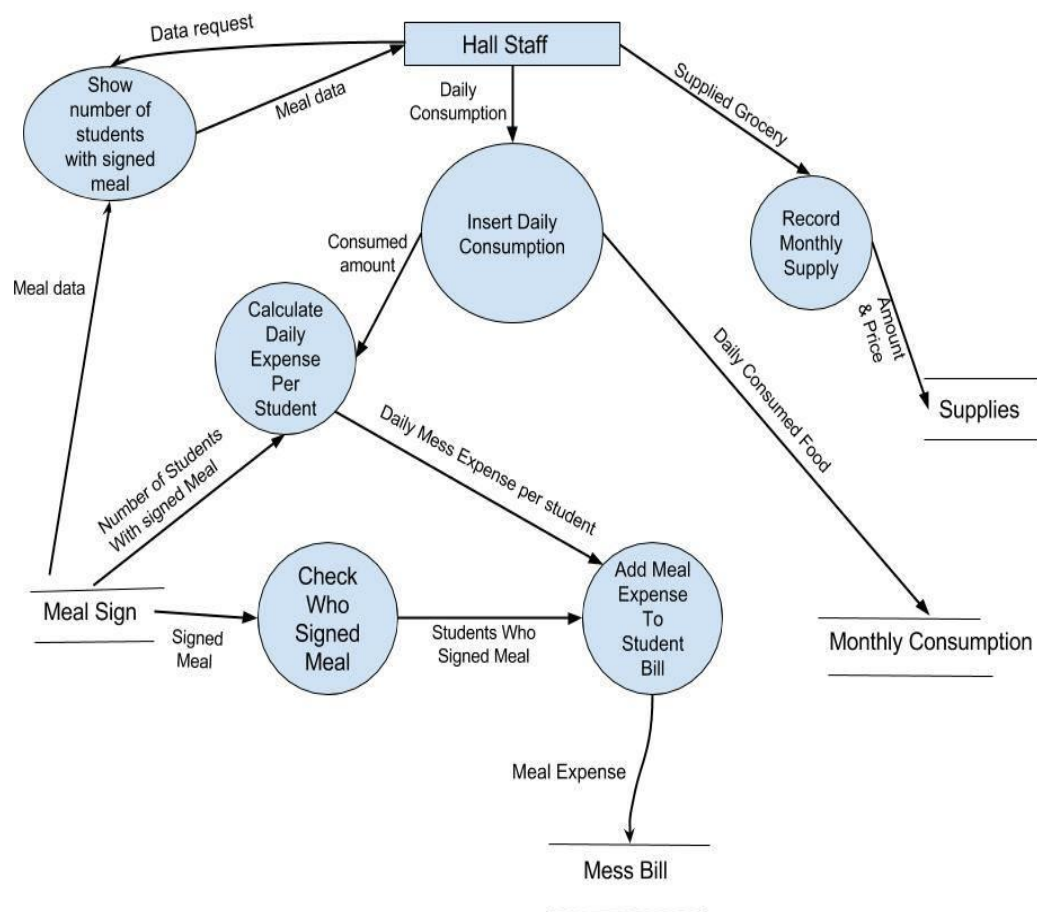 Data request
Hall Staff
Show
number of
students
with signed
meal
Meal data
Daily
Consumption
Supplied Grocery
Insert Daily
Consumption
Record
Monthly
Supply
Consumed
amount
Meal data
Calculate
Daily
Expense
Per
Student
Amount
& Price
Daily Consumed Food
Supplies
Daily Mess Expense per student
Number of Students
With signed Meal
Meal Sign
Signed
Meal
Check
Who
Signed
Meal
Students Who
Signed Meal
Add Meal
Expense
To
Student
Bill
Monthly Consumption
Meal Expense
Mess Bill